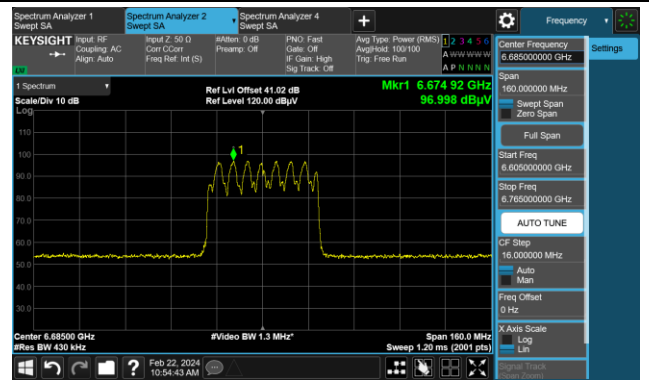 Spectrum Analyzer 1
Swept SA
Spectrum Analyzer 2
Swept SA
Spectrum Analyzer 4
Swept SA
+
Frequency
KEYSIGHT
Input: RF
Coupling: AC
Align: Auto
Input Z: 50 Ω
Corr CCorr
Freq Ref: Int (S)
#Atten: 0 dB
Preamp: Off
PNO: Fast
Gate: Off
IF Gain: High
Sig Track: Off
Avg Type: Power (RMS)
Avg|Hold: 100/100
Trig: Free Run
1 2 3 4 5 6
A W W W W W
A P N N N N
1 Spectrum
Scale/Div 10 dB
Log
Ref Lvl Offset 41.02 dB
Ref Level 120.00 dBµV
Mkr1 6.674 92 GHz
96.998 dBµV
1
110
100
90.0
80.0
70.0
60.0
50.0
40.0
30.0
Center 6.68500 GHz
#Res BW 430 kHz
#Video BW 1.3 MHz*
Span 160.0 MHz
Sweep 1.20 ms (2001 pts)
Center Frequency
6.685000000 GHz
Settings
Span
160.000000 MHz
Swept Span
Zero Span
Full Span
Start Freq
6.605000000 GHz
Stop Freq
6.765000000 GHz
AUTO TUNE
CF Step
16.000000 MHz
Auto
Man
Freq Offset
0 Hz
X Axis Scale
Log
Lin
Signal Track
(Span Zoom)
?
Feb 22, 2024
10:54:43 AM